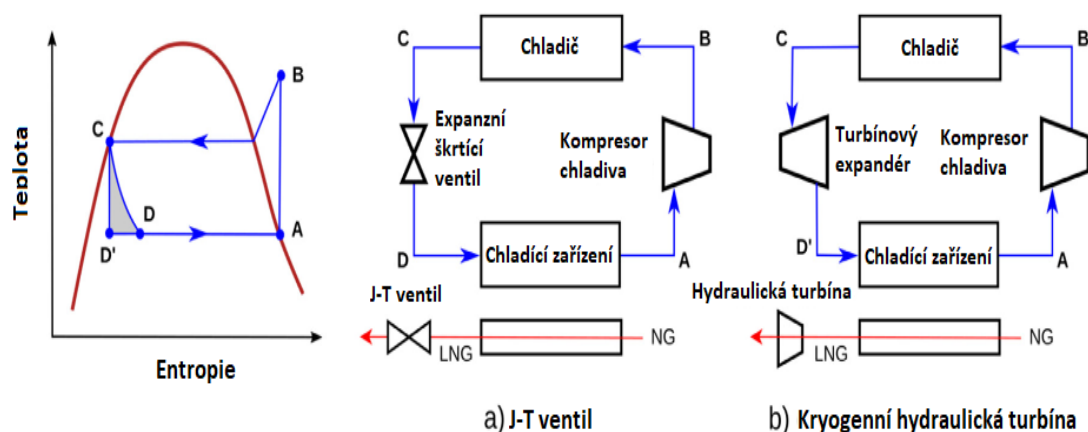 Teplota
B
C
D
D'
A
Entropie
C
Chladič
B
Expanzní
škrtící
ventil
Kompresor
chladiva
D
Chladící zařízení
A
J-T ventil
LNG
NG
a) J-T ventil
C
Chladič
B
Turbínový
expandér
Kompresor
chladiva
D'
Chladící zařízení
A
Hydraulická turbína
LNG
NG
b) Kryogenní hydraulická turbína